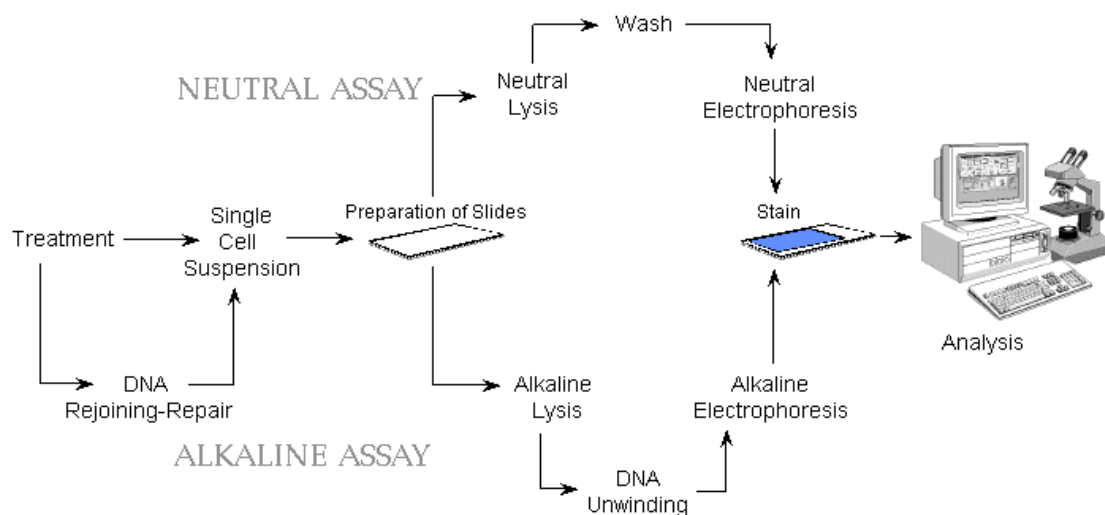 Wash
NEUTRAL ASSAY
Neutral
Lysis
Neutral
Electrophoresis
Treatment
Single
Cell
Suspension
Preparation of Slides
Stain
Analysis
DNA
Rejoining-Repair
Alkaline
Lysis
Alkaline
Electrophoresis
ALKALINE ASSAY
DNA
Unwinding